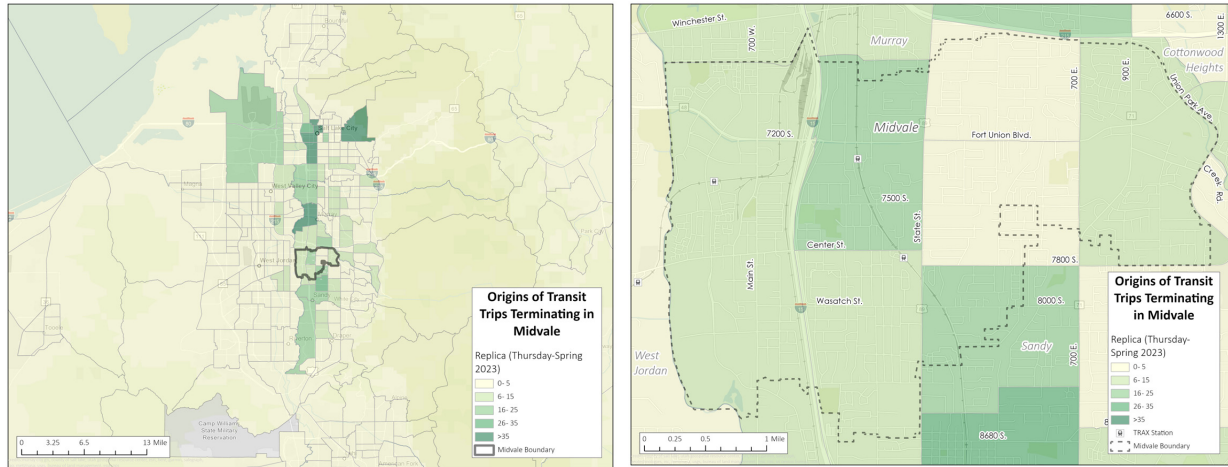 Salt Lake City
West Valley City
West Jordan
Sandy
Camp Williams
State Military
Reservation
American Fork
Origins of Transit
Trips Terminating in
Midvale
Replica (Thursday-Spring
2023)
0- 5
6- 15
16- 25
26- 35
>35
Midvale Boundary
0 3.25 6.5 13 Mile
Winchester St.
700 W.
Murray
6600 S.
1300 E.
Cottonwood
Heights
700 E.
900 E.
Union Park Ave.
7200 S.
Midvale
Fort Union Blvd.
Creek Rd.
7500 S.
State St.
Center St.
Main St.
7800 S.
Wasatch St.
8000 S.
West
Jordan
Sandy
700 E.
8680 S.
Origins of Transit
Trips Terminating
in Midvale
Replica (Thursday-
Spring 2023)
0- 5
6- 15
16- 25
26- 35
>35
TRAX Station
Midvale Boundary
0 0.25 0.5 1 Mile